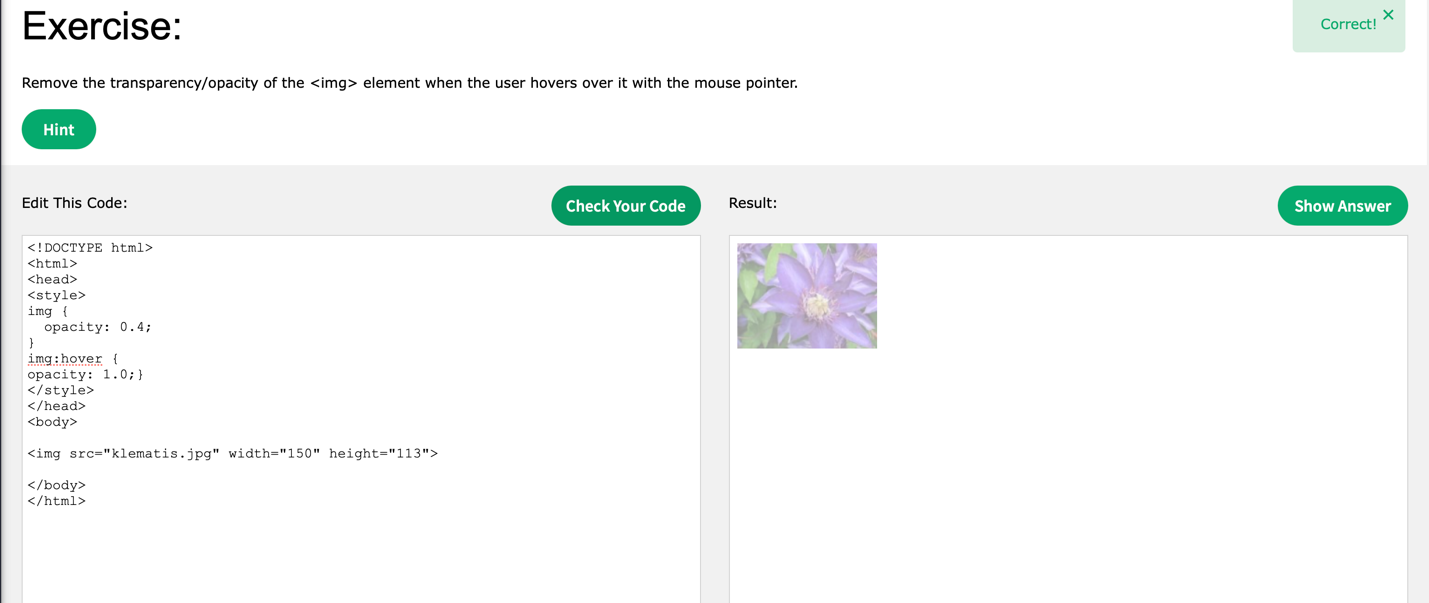 Exercise:
Correct! ×
Remove the transparency/opacity of the <img> element when the user hovers over it with the mouse pointer.
Hint
Edit This Code:
Check Your Code
Result:
Show Answer
<!DOCTYPE html>
<html>
<head>
<style>
img {
  opacity: 0.4;
}
img:hover {
opacity: 1.0;}
</style>
</head>
<body>
<img src="klematis.jpg" width="150" height="113">
</body>
</html>